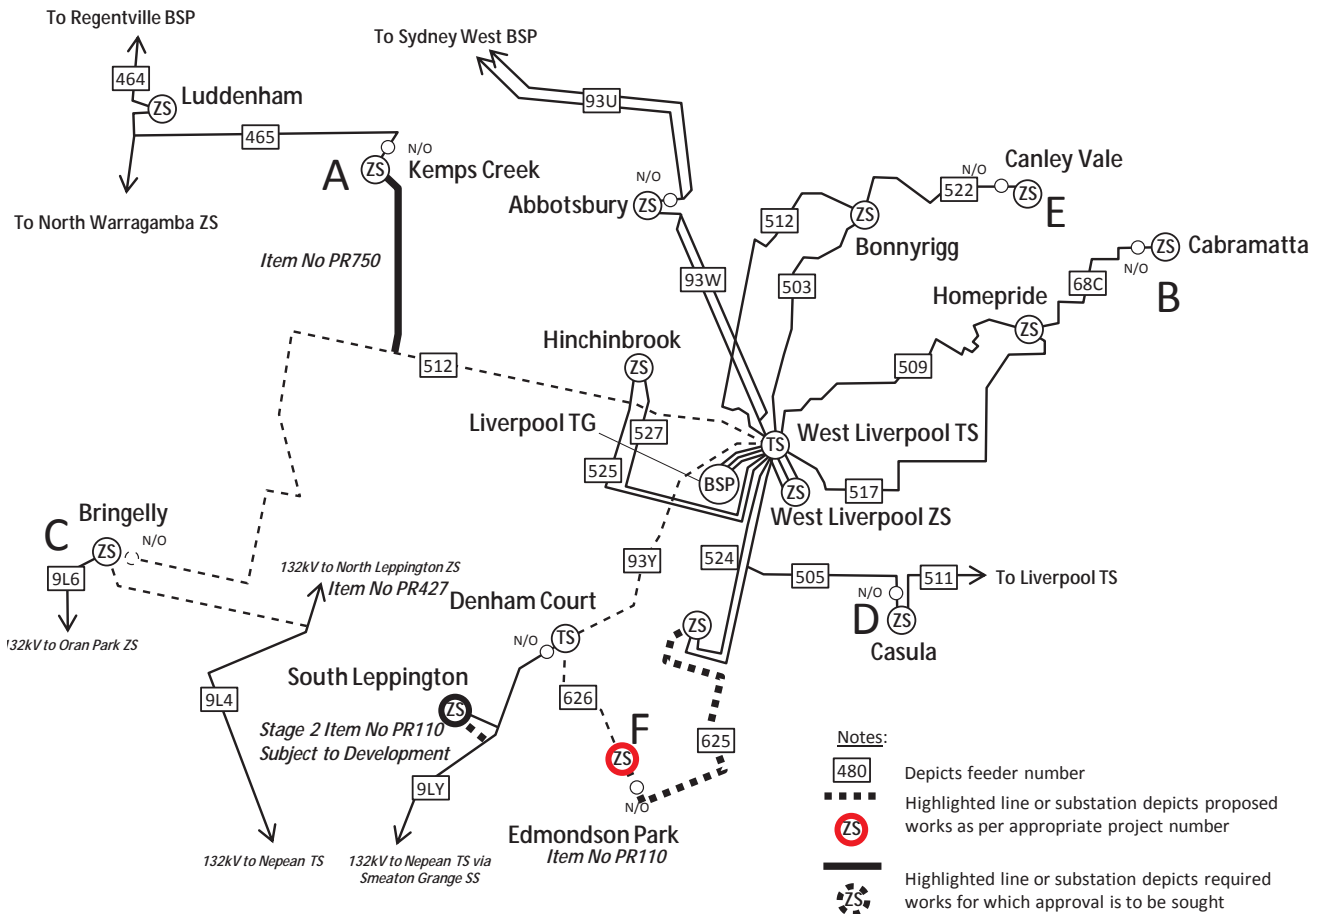 To Regentville BSP
To Sydney West BSP
464
ZS
Luddenham
93U
465
N/O
A
ZS
Kemps Creek
N/O
Abbotsbury
ZS
Canley Vale
N/O
522
ZS
E
512
ZS
Bonnyrigg
To North Warragamba ZS
Item No PR750
93W
503
ZS
Cabramatta
N/O
68C
B
Homepride
ZS
Hinchinbrook
ZS
512
509
Liverpool TG
527
525
TS
West Liverpool TS
BSP
ZS
517
West Liverpool ZS
C
Bringelly
N/O
ZS
9L6
132kV to Oran Park ZS
132kV to North Leppington ZS
Item No PR427
93Y
524
505
511
To Liverpool TS
N/O
D
ZS
Casula
Denham Court
N/O
TS
ZS
South Leppington
ZS
Stage 2 Item No PR110
Subject to Development
9L4
626
F
ZS
625
9LY
N/O
Edmondson Park
Item No PR110
132kV to Nepean TS
132kV to Nepean TS via
Smeaton Grange SS
Notes:
480
Depicts feeder number
Highlighted line or substation depicts proposed
ZS
works as per appropriate project number
Highlighted line or substation depicts required
ZS
works for which approval is to be sought